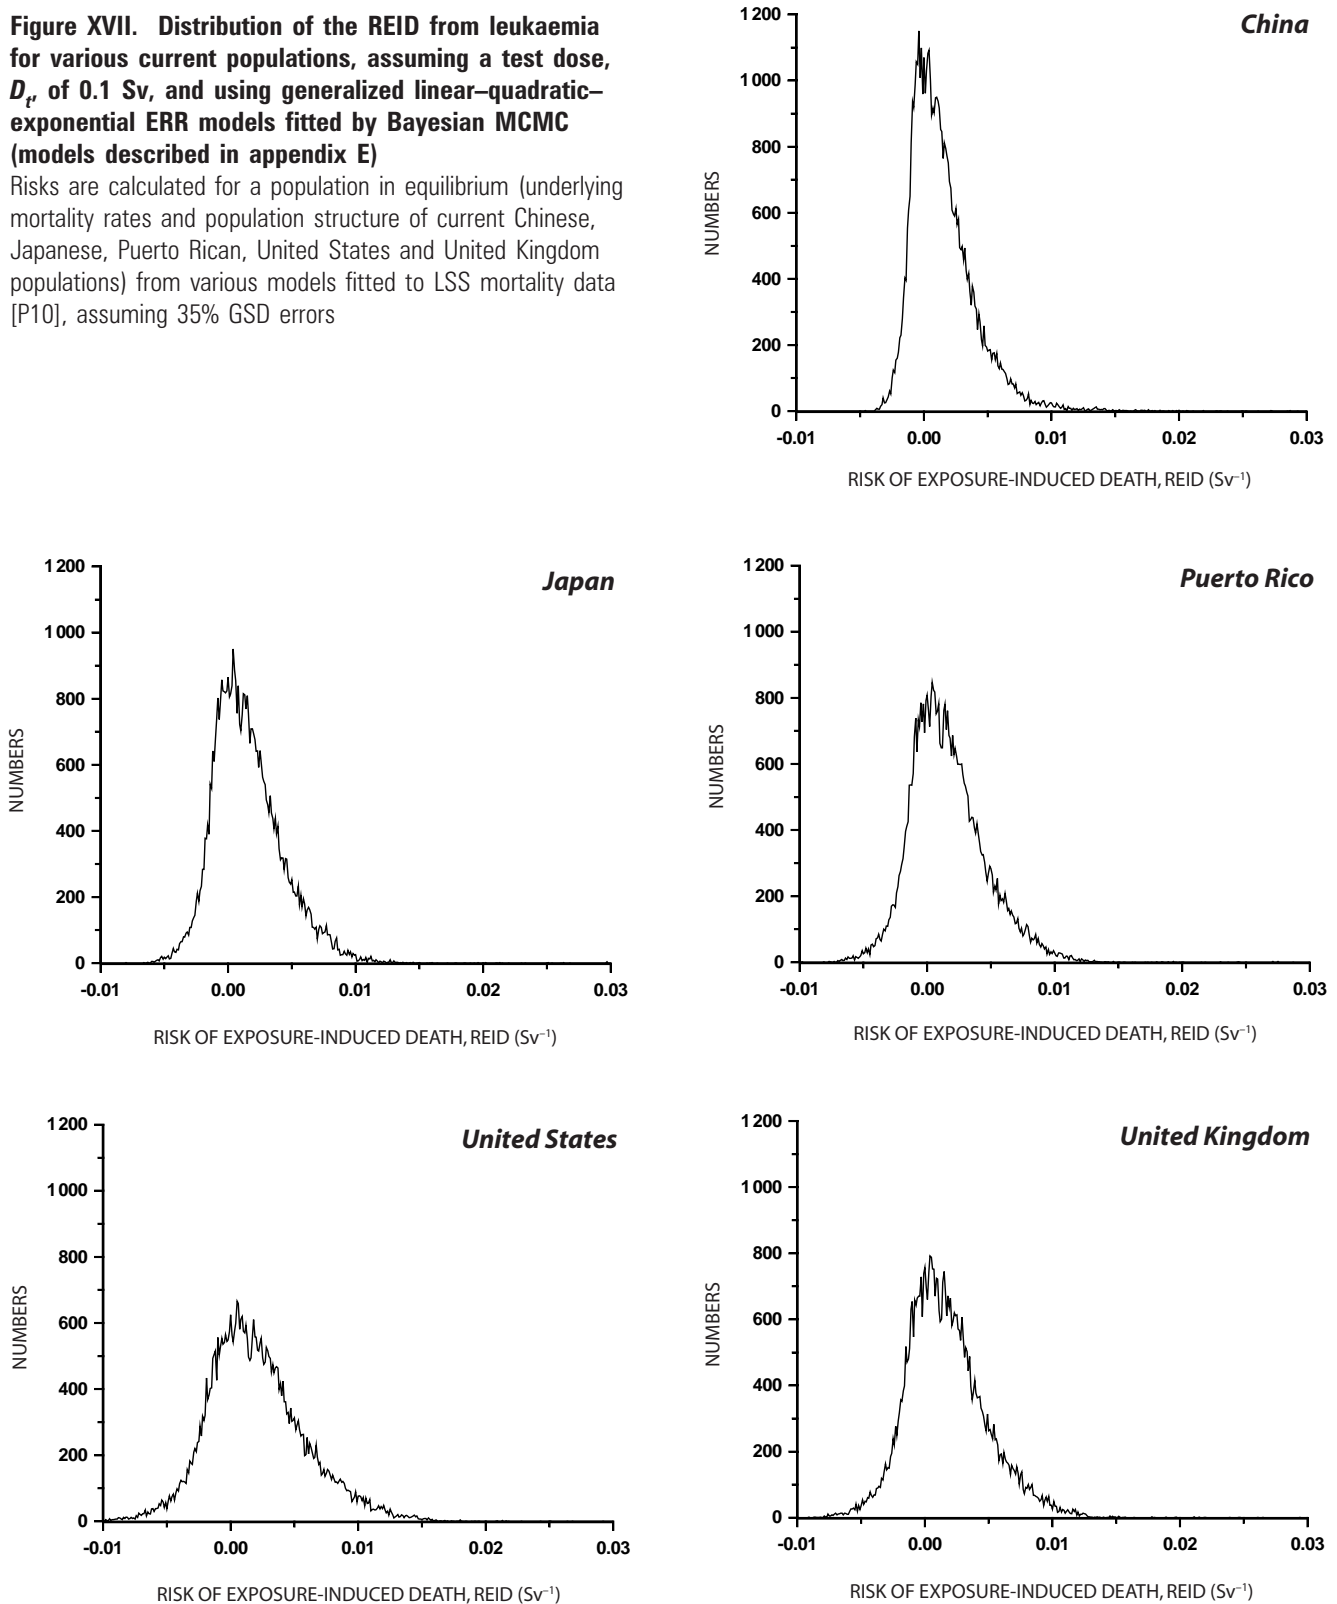 Figure XVII. Distribution of the REID from leukaemia
for various current populations, assuming a test dose,
Dt, of 0.1 Sv, and using generalized linear–quadratic–
exponential ERR models fitted by Bayesian MCMC
(models described in appendix E)
Risks are calculated for a population in equilibrium (underlying
mortality rates and population structure of current Chinese,
Japanese, Puerto Rican, United States and United Kingdom
populations) from various models fitted to LSS mortality data
[P10], assuming 35% GSD errors
China
1 200
1 000
800
600
400
200
0
NUMBERS
-0.01 0.00 0.01 0.02 0.03
RISK OF EXPOSURE-INDUCED DEATH, REID (Sv⁻¹)
Japan
1 200
1 000
800
600
400
200
0
NUMBERS
-0.01 0.00 0.01 0.02 0.03
RISK OF EXPOSURE-INDUCED DEATH, REID (Sv⁻¹)
Puerto Rico
1 200
1 000
800
600
400
200
0
NUMBERS
-0.01 0.00 0.01 0.02 0.03
RISK OF EXPOSURE-INDUCED DEATH, REID (Sv⁻¹)
United States
1 200
1 000
800
600
400
200
0
NUMBERS
-0.01 0.00 0.01 0.02 0.03
RISK OF EXPOSURE-INDUCED DEATH, REID (Sv⁻¹)
United Kingdom
1 200
1 000
800
600
400
200
0
NUMBERS
-0.01 0.00 0.01 0.02 0.03
RISK OF EXPOSURE-INDUCED DEATH, REID (Sv⁻¹)